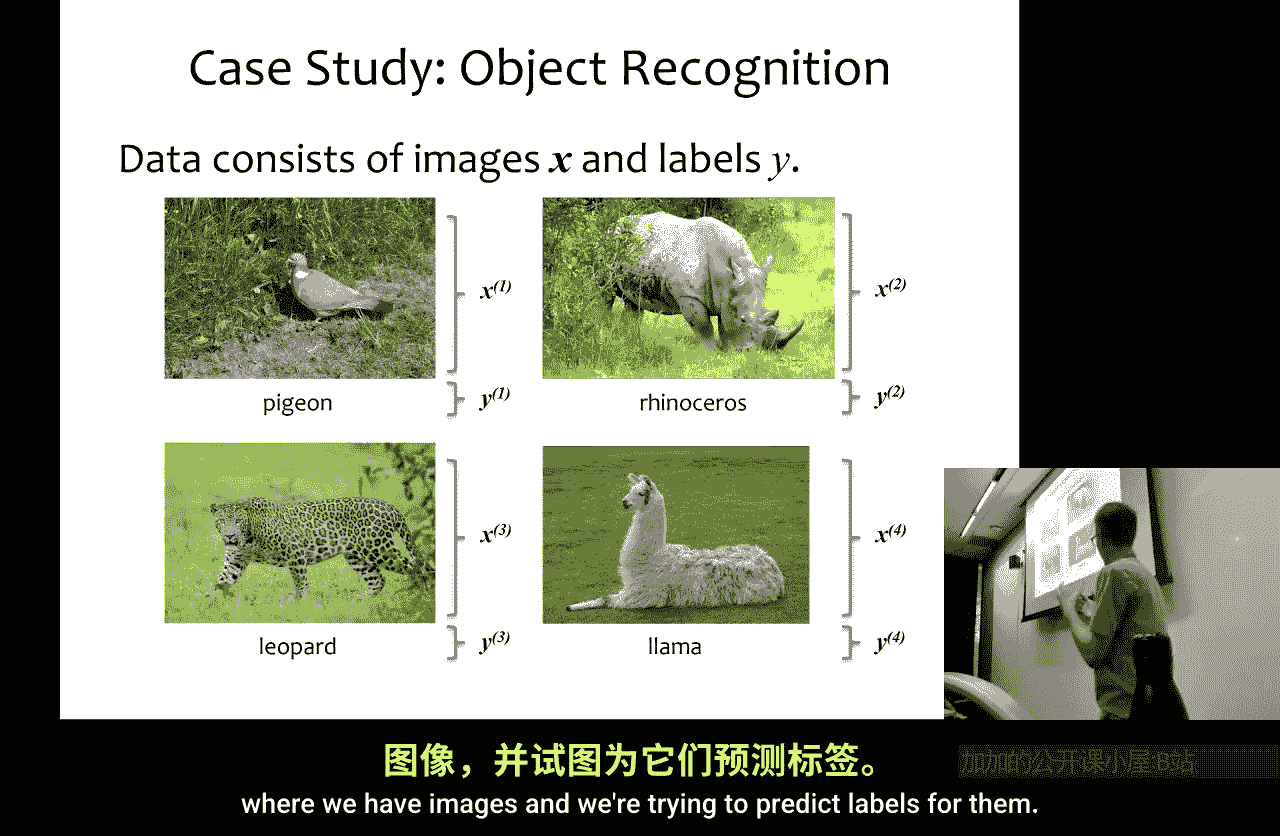 Case Study: Object Recognition
Data consists of images x and labels y.
x(1)
x(2)
pigeon
y(1)
rhinoceros
y(2)
x(3)
x(4)
leopard
y(3)
llama
y(4)
图像，并试图为它们预测标签。
加加的公开课小屋:B站
where we have images and we're trying to predict labels for them.